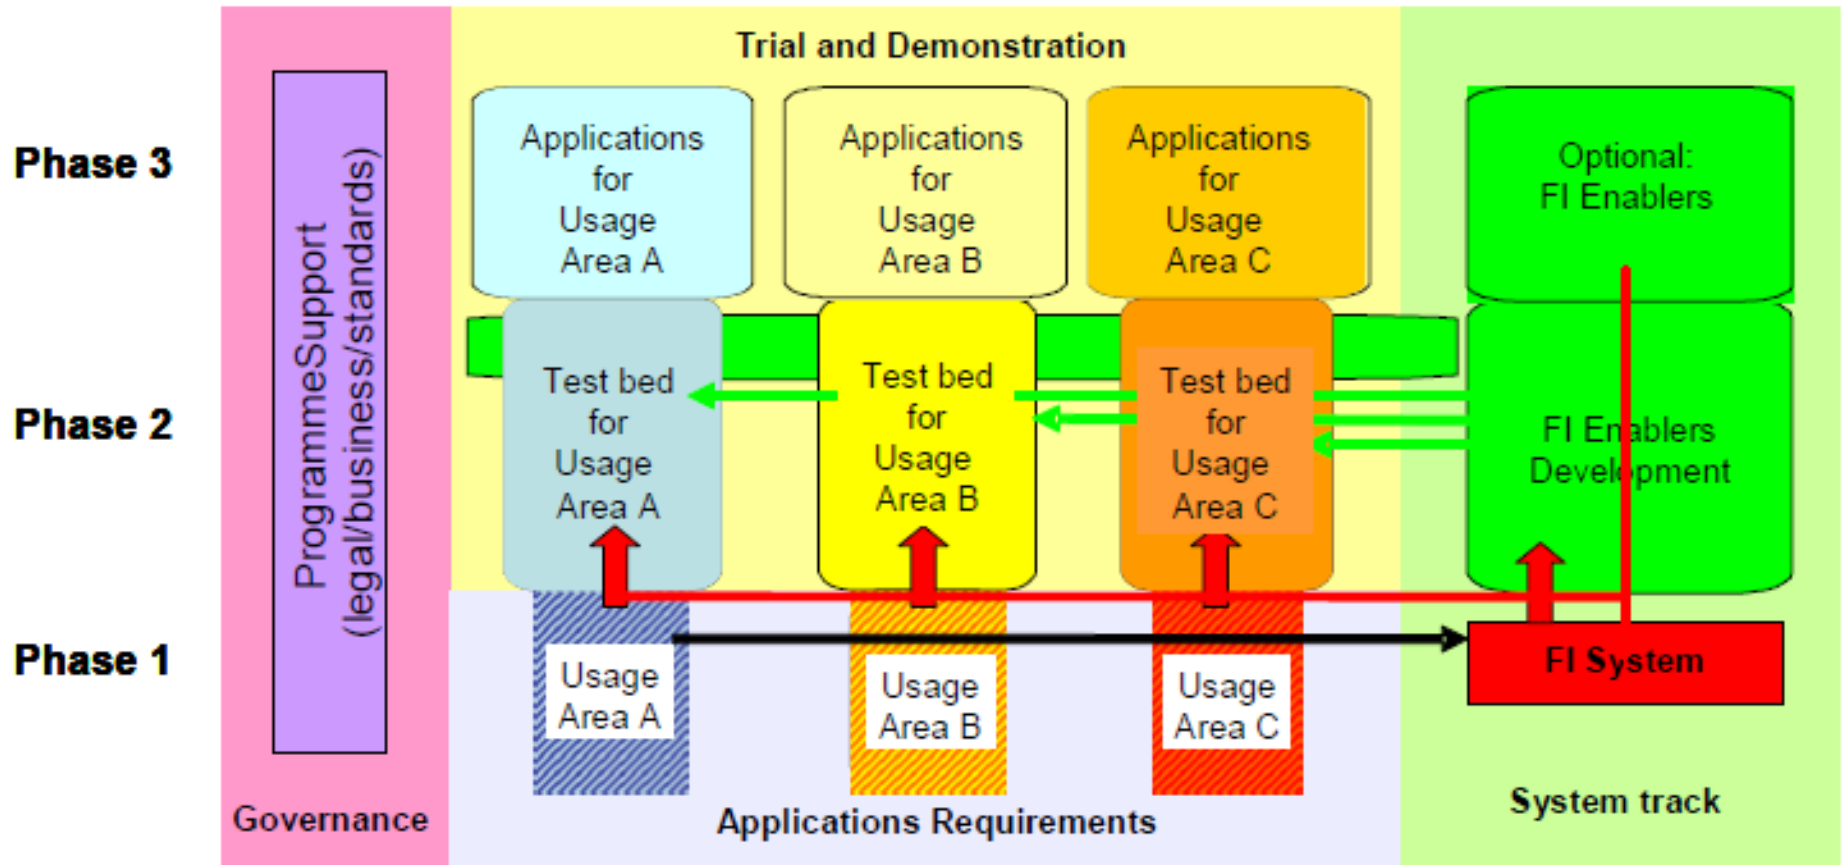 Trial and Demonstration
Phase 3
Applications
for
Usage
Area A
Applications
for
Usage
Area B
Applications
for
Usage
Area C
Optional:
FI Enablers
ProgrammeSupport
(legal/business/standards)
Phase 2
Test bed
for
Usage
Area A
Test bed
for
Usage
Area B
Test bed
for
Usage
Area C
FI Enablers
Development
Phase 1
Usage
Area A
Usage
Area B
Usage
Area C
FI System
Governance
Applications Requirements
System track